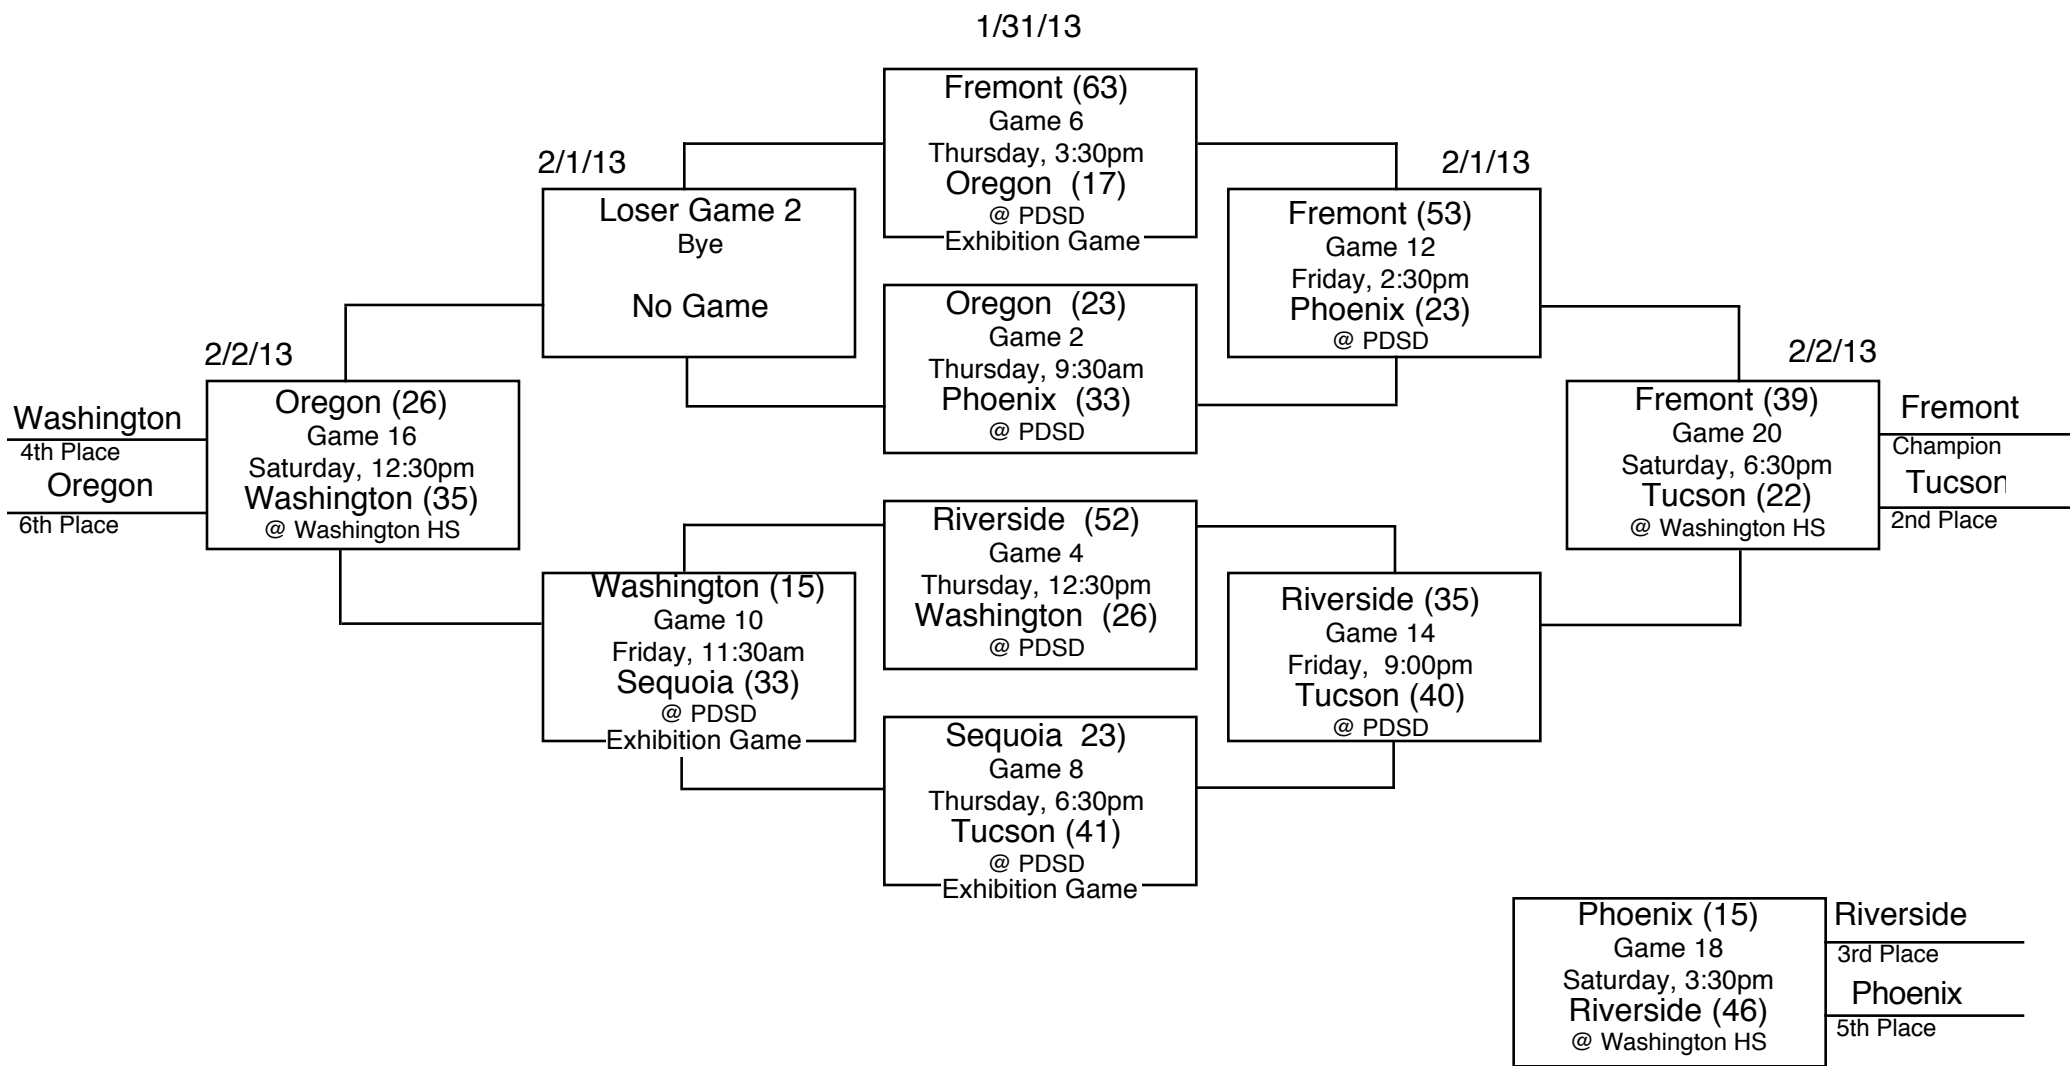 1/31/13
Fremont (63)
Game 6
Thursday, 3:30pm
Oregon (17)
@ PDSD
Exhibition Game
2/1/13
Loser Game 2
Bye
No Game
2/1/13
Fremont (53)
Game 12
Friday, 2:30pm
Phoenix (23)
@ PDSD
Oregon (23)
Game 2
Thursday, 9:30am
Phoenix (33)
@ PDSD
2/2/13
Oregon (26)
Game 16
Saturday, 12:30pm
Washington (35)
@ Washington HS
Washington
4th Place
Oregon
6th Place
2/2/13
Fremont (39)
Game 20
Saturday, 6:30pm
Tucson (22)
@ Washington HS
Fremont
Champion
Tucson
2nd Place
Riverside (52)
Game 4
Thursday, 12:30pm
Washington (26)
@ PDSD
Washington (15)
Game 10
Friday, 11:30am
Sequoia (33)
@ PDSD
Exhibition Game
Riverside (35)
Game 14
Friday, 9:00pm
Tucson (40)
@ PDSD
Sequoia 23)
Game 8
Thursday, 6:30pm
Tucson (41)
@ PDSD
Exhibition Game
Phoenix (15)
Game 18
Saturday, 3:30pm
Riverside (46)
@ Washington HS
Riverside
3rd Place
Phoenix
5th Place